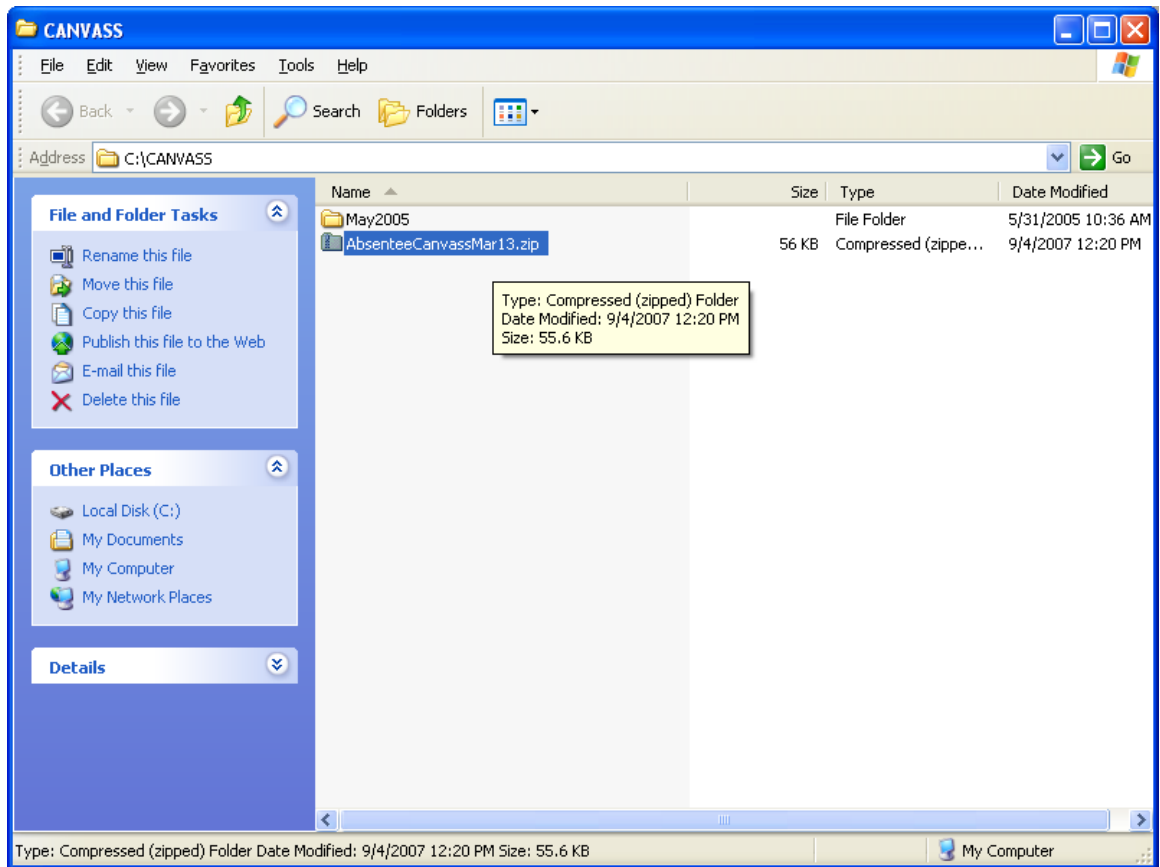 CANVASS
File Edit View Favorites Tools Help
Back Search Folders
Address C:\CANVASS Go
Name Size Type Date Modified
File and Folder Tasks
Rename this file
Move this file
Copy this file
Publish this file to the Web
E-mail this file
Delete this file
Other Places
Local Disk (C:)
My Documents
My Computer
My Network Places
Details
May2005 File Folder 5/31/2005 10:36 AM
AbsenteeCanvassMar13.zip 56 KB Compressed (zippe... 9/4/2007 12:20 PM
Type: Compressed (zipped) Folder
Date Modified: 9/4/2007 12:20 PM
Size: 55.6 KB
Type: Compressed (zipped) Folder Date Modified: 9/4/2007 12:20 PM Size: 55.6 KB My Computer